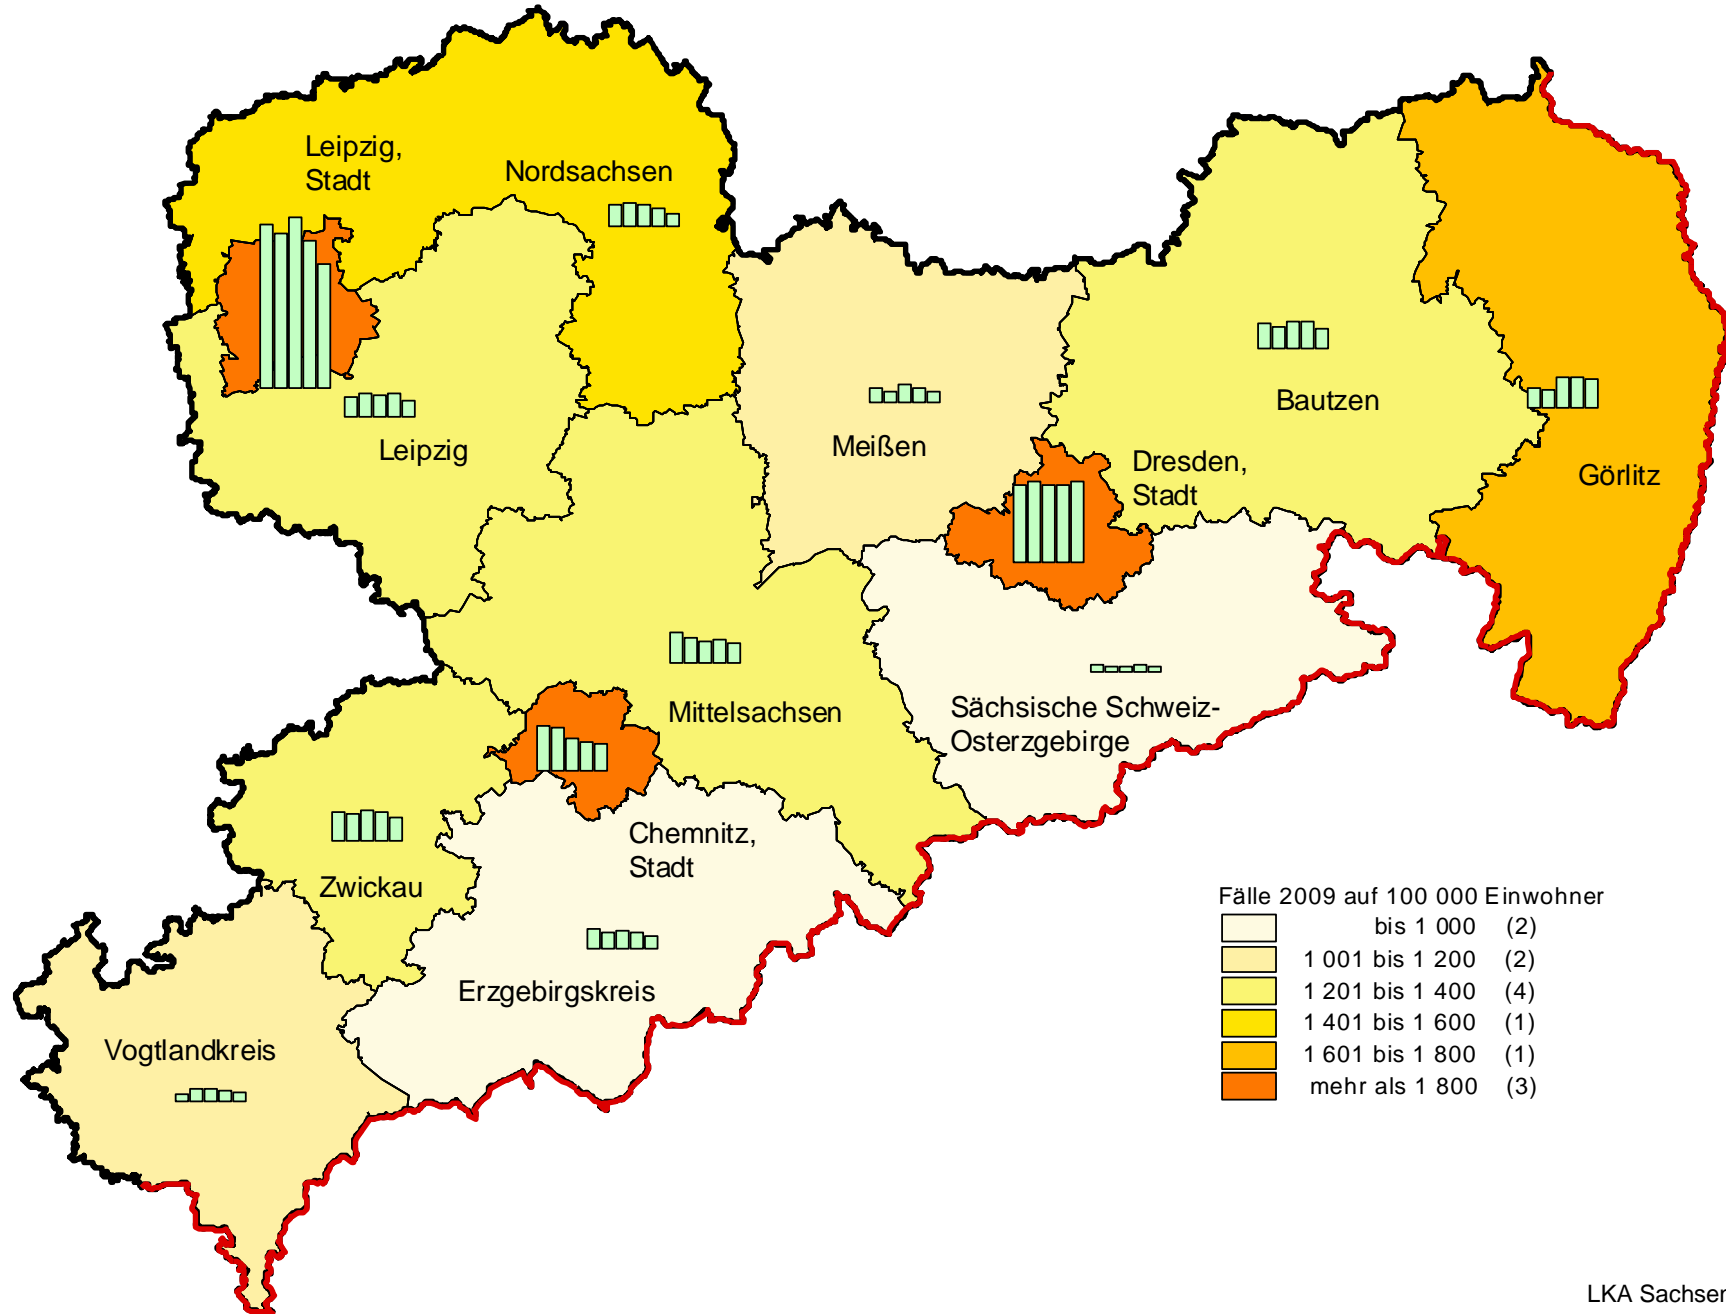 Leipzig,
Stadt
Nordsachsen
Leipzig
Meißen
Dresden,
Stadt
Bautzen
Görlitz
Mittelsachsen
Sächsische Schweiz-
Osterzgebirge
Chemnitz,
Stadt
Zwickau
Erzgebirgskreis
Vogtlandkreis
Fälle 2009 auf 100 000 Einwohner
bis 1 000 (2)
1 001 bis 1 200 (2)
1 201 bis 1 400 (4)
1 401 bis 1 600 (1)
1 601 bis 1 800 (1)
mehr als 1 800 (3)
LKA Sachsen